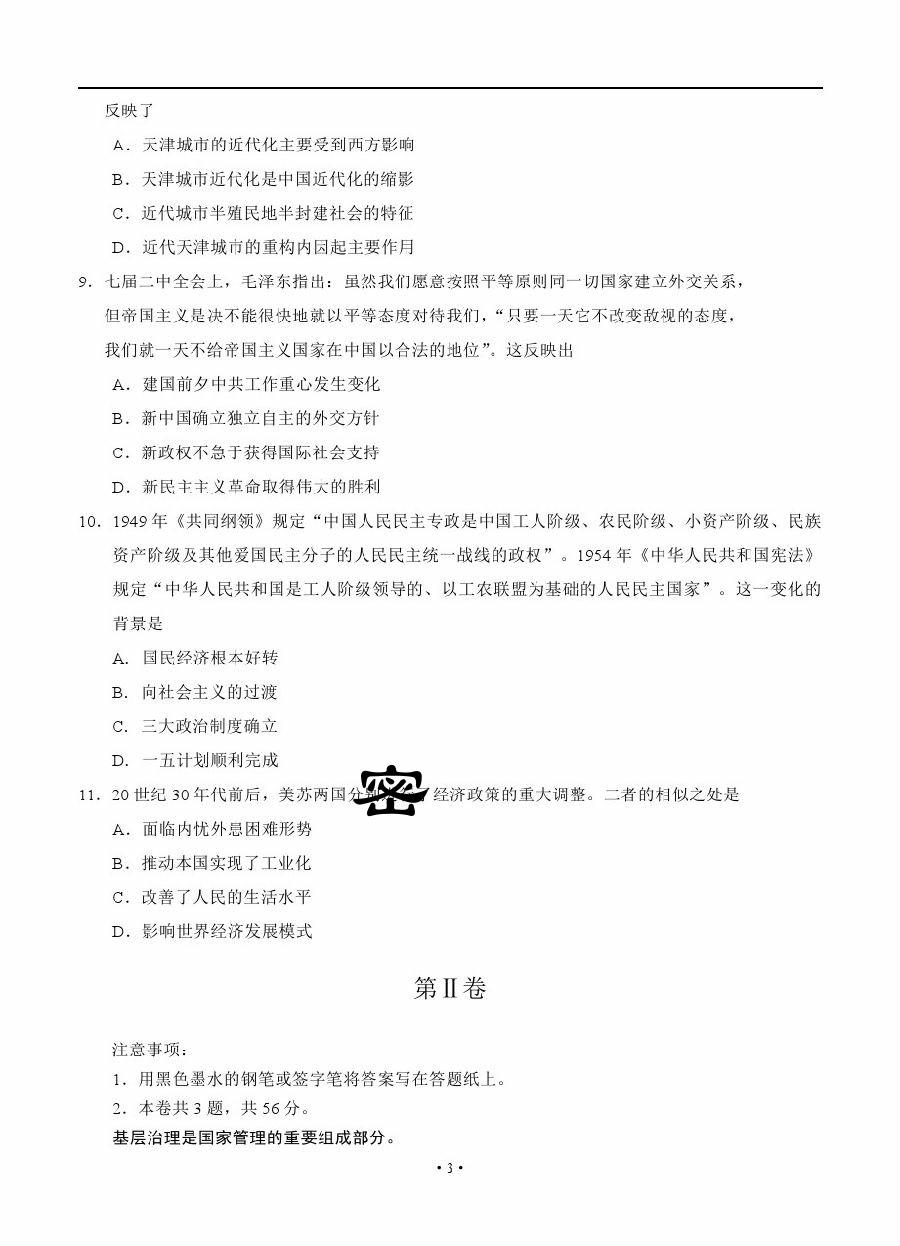 反映了
A．天津城市的近代化主要受到西方影响
B．天津城市近代化是中国近代化的缩影
C．近代城市半殖民地半封建社会的特征
D．近代天津城市的重构内因起主要作用
9．七届二中全会上，毛泽东指出：虽然我们愿意按照平等原则同一切国家建立外交关系，
但帝国主义是决不能很快地就以平等态度对待我们，“只要一天它不改变敌视的态度，
我们就一天不给帝国主义国家在中国以合法的地位”。这反映出
A．建国前夕中共工作重心发生变化
B．新中国确立独立自主的外交方针
C．新政权不急于获得国际社会支持
D．新民主主义革命取得伟大的胜利
10．1949 年《共同纲领》规定“中国人民民主专政是中国工人阶级、农民阶级、小资产阶级、民族
资产阶级及其他爱国民主分子的人民民主统一战线的政权”。1954 年《中华人民共和国宪法》
规定“中华人民共和国是工人阶级领导的、以工农联盟为基础的人民民主国家”。这一变化的
背景是
A．国民经济根本好转
B．向社会主义的过渡
C．三大政治制度确立
D．一五计划顺利完成
11．20 世纪 30 年代前后，美苏两国分别 密 经济政策的重大调整。二者的相似之处是
A．面临内忧外患困难形势
B．推动本国实现了工业化
C．改善了人民的生活水平
D．影响世界经济发展模式
第Ⅱ卷
注意事项：
1．用黑色墨水的钢笔或签字笔将答案写在答题纸上。
2．本卷共 3 题，共 56 分。
基层治理是国家管理的重要组成部分。
• 3 •